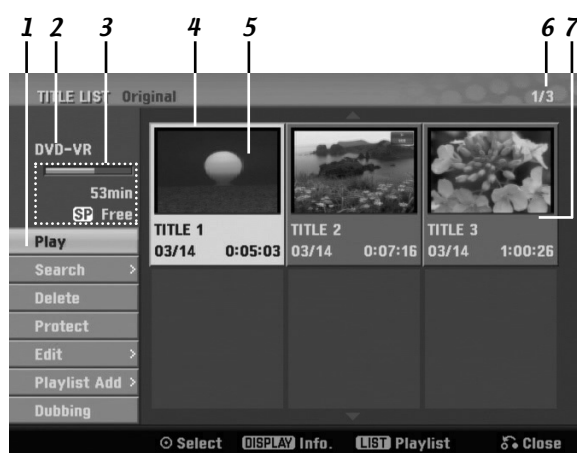 1 2 3 4 5 6 7
TITLE LIST Original 1/3
DVD-VR
53min
SP Free
Play
Search >
Delete
Protect
Edit >
Playlist Add >
Dubbing
TITLE 1
03/14 0:05:03
TITLE 2
03/14 0:07:16
TITLE 3
03/14 1:00:26
Select DISPLAY Info. LIST Playlist Close